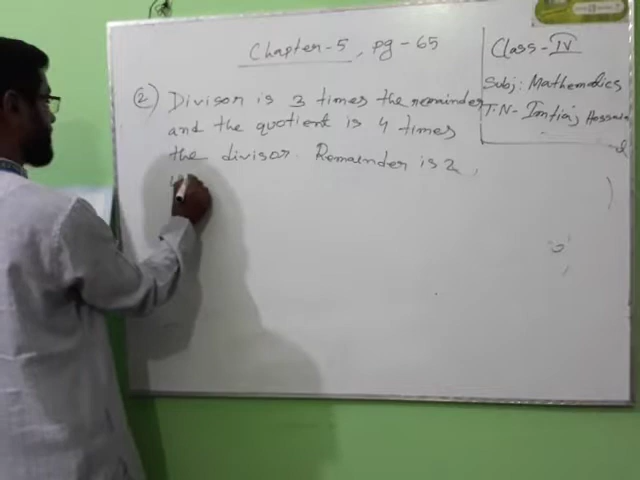 Chapter-5, pg-65
Class-IV
Subj: Mathematics
T.N- Imtiaj Hossain
② Divisor is 3 times the remainder
and the quotient is 4 times
the divisor. Remainder is 2,